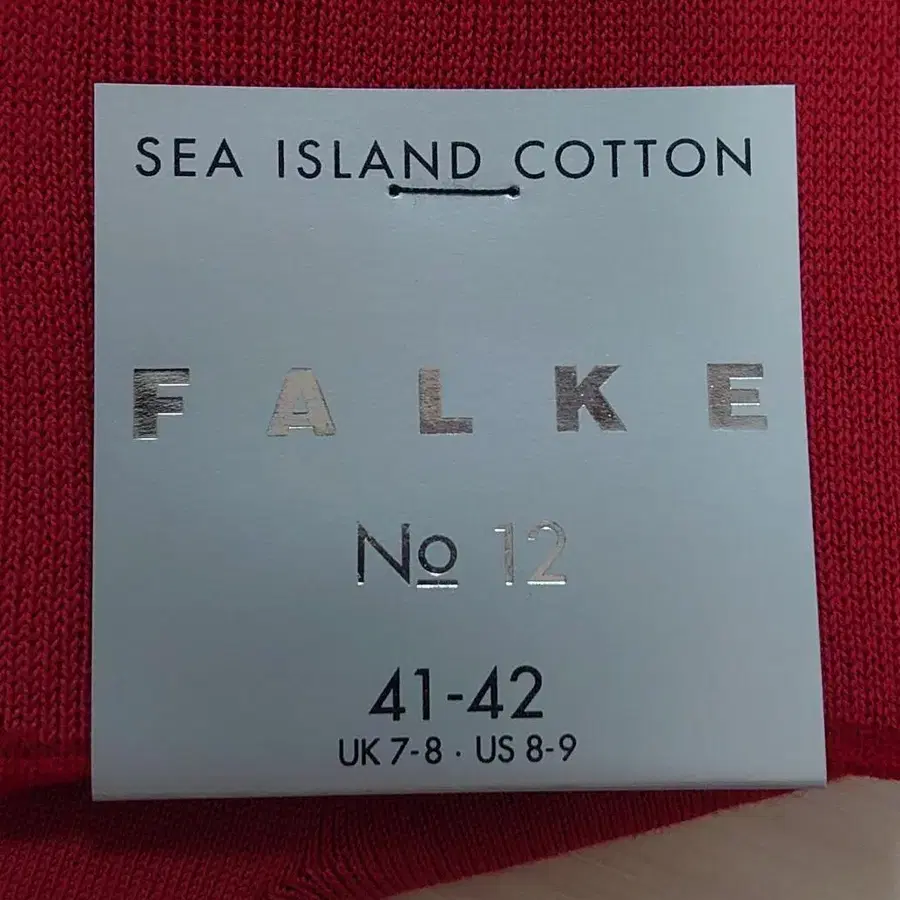 SEA ISLAND COTTON
FALKE
No 12
41-42
UK 7-8 · US 8-9